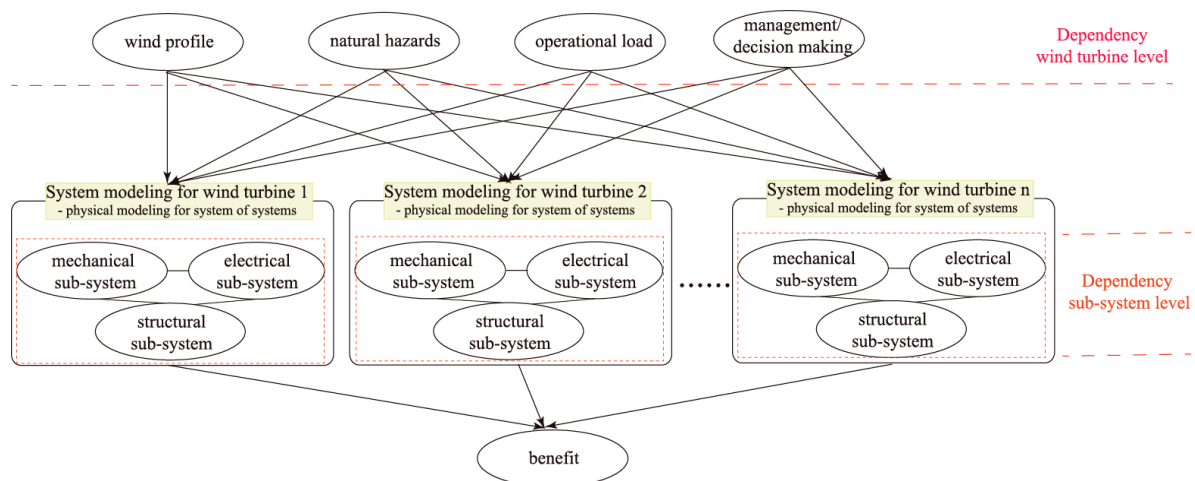 wind profile
natural hazards
operational load
management/
decision making
Dependency
wind turbine level
System modeling for wind turbine 1
- physical modeling for system of systems
System modeling for wind turbine 2
- physical modeling for system of systems
System modeling for wind turbine n
- physical modeling for system of systems
mechanical
sub-system
electrical
sub-system
structural
sub-system
mechanical
sub-system
electrical
sub-system
structural
sub-system
......
mechanical
sub-system
electrical
sub-system
structural
sub-system
Dependency
sub-system level
benefit